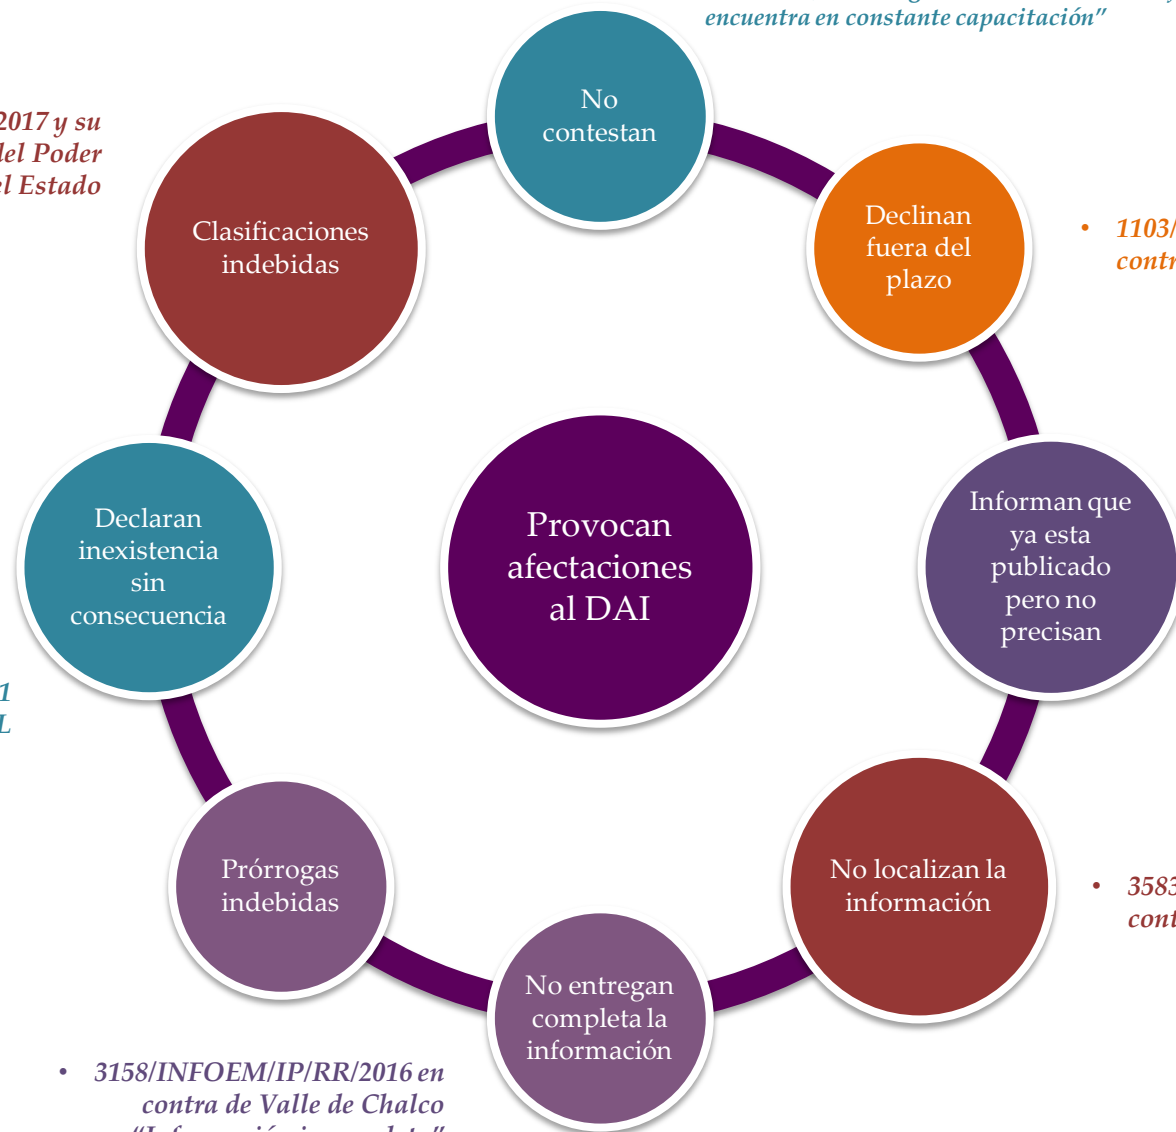 encuentra en constante capacitación”
No
contestan
2017 y su
del Poder
el Estado
Clasificaciones
indebidas
Declinan
fuera del
plazo
• 1103/
contr
Informan que
ya esta
publicado
pero no
precisan
Declaran
inexistencia
sin
consecuencia
Provocan
afectaciones
al DAI
1
L
Prórrogas
indebidas
No localizan la
información
• 3583
cont
No entregan
completa la
información
• 3158/INFOEM/IP/RR/2016 en
contra de Valle de Chalco